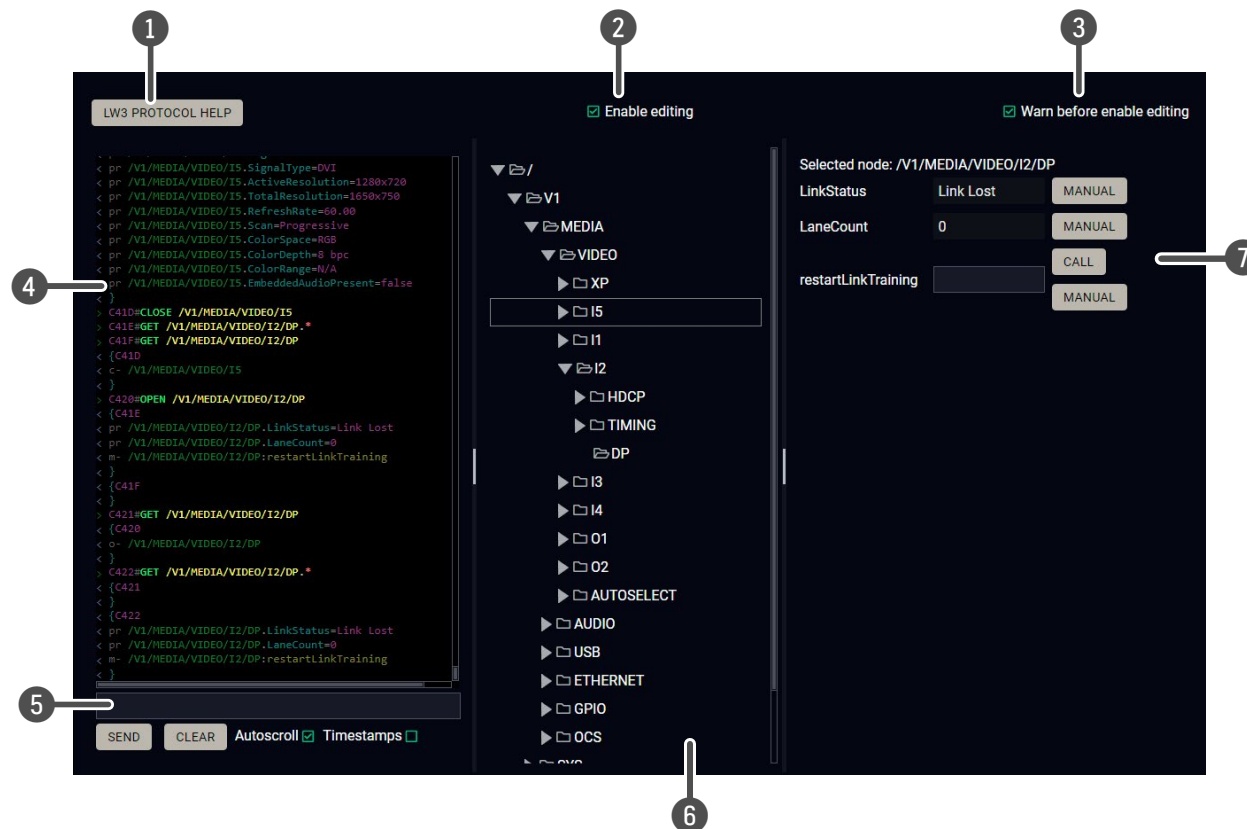 1
2
3
LW3 PROTOCOL HELP
Enable editing
Warn before enable editing
< pr /V1/MEDIA/VIDEO/I5.SignalType=DVI
< pr /V1/MEDIA/VIDEO/I5.ActiveResolution=1280x720
< pr /V1/MEDIA/VIDEO/I5.TotalResolution=1650x750
< pr /V1/MEDIA/VIDEO/I5.RefreshRate=60.00
< pr /V1/MEDIA/VIDEO/I5.Scan=Progressive
< pr /V1/MEDIA/VIDEO/I5.ColorSpace=RGB
< pr /V1/MEDIA/VIDEO/I5.ColorDepth=8 bpc
< pr /V1/MEDIA/VIDEO/I5.ColorRange=N/A
pr /V1/MEDIA/VIDEO/I5.EmbeddedAudioPresent=false
< }
> C41D#CLOSE /V1/MEDIA/VIDEO/I5
> C41E#GET /V1/MEDIA/VIDEO/I2/DP.*
> C41F#GET /V1/MEDIA/VIDEO/I2/DP
< {C41D
< c- /V1/MEDIA/VIDEO/I5
< }
> C420#OPEN /V1/MEDIA/VIDEO/I2/DP
< {C41E
< pr /V1/MEDIA/VIDEO/I2/DP.LinkStatus=Link Lost
< pr /V1/MEDIA/VIDEO/I2/DP.LaneCount=0
< m- /V1/MEDIA/VIDEO/I2/DP:restartLinkTraining
< }
< {C41F
< }
> C421#GET /V1/MEDIA/VIDEO/I2/DP
< {C420
< o- /V1/MEDIA/VIDEO/I2/DP
< }
> C422#GET /V1/MEDIA/VIDEO/I2/DP.*
< {C421
< }
< {C422
< pr /V1/MEDIA/VIDEO/I2/DP.LinkStatus=Link Lost
< pr /V1/MEDIA/VIDEO/I2/DP.LaneCount=0
< m- /V1/MEDIA/VIDEO/I2/DP:restartLinkTraining
< }
4
5
SEND
CLEAR
Autoscroll
Timestamps
/
V1
MEDIA
VIDEO
XP
I5
I1
I2
HDCP
TIMING
DP
I3
I4
O1
O2
AUTOSELECT
AUDIO
USB
ETHERNET
GPIO
OCS
6
Selected node: /V1/MEDIA/VIDEO/I2/DP
LinkStatus Link Lost MANUAL
LaneCount 0 MANUAL
CALL
restartLinkTraining
MANUAL
7